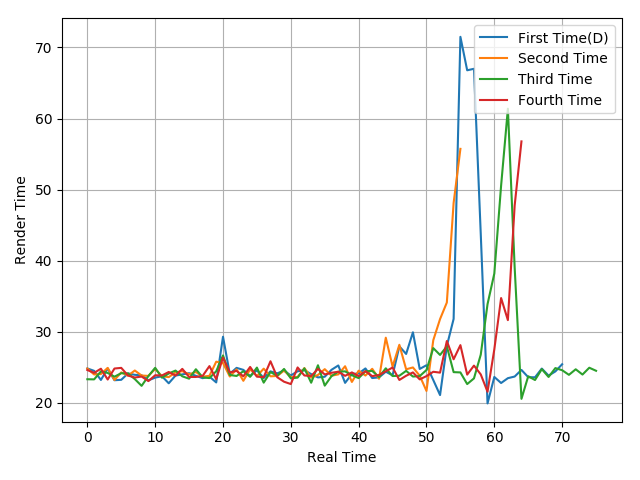 First Time(D)
Second Time
Third Time
Fourth Time
70
60
50
40
30
20
Render Time
0 10 20 30 40 50 60 70
Real Time